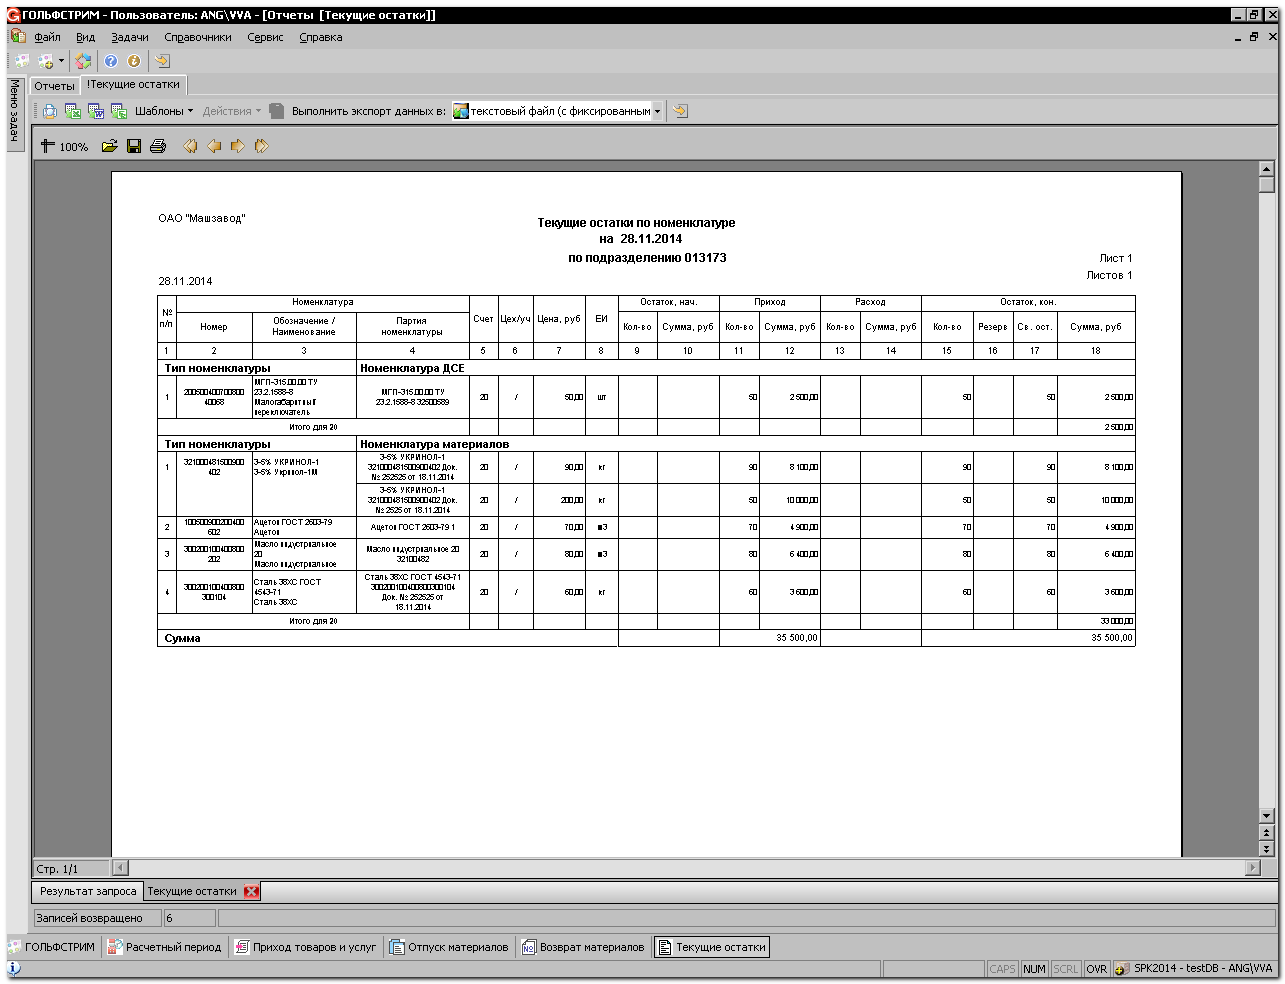 ГОЛЬФСТРИМ - Пользователь: ANG\VVA - [Отчеты [Текущие остатки]]
Файл Вид Задачи Справочники Сервис Справка
Меню задач
Отчеты !Текущие остатки
Шаблоны Действия Выполнить экспорт данных в: текстовый файл (с фиксированным
100%
ОАО "Машзавод"
Текущие остатки по номенклатуре
на 28.11.2014
по подразделению 013173
Лист 1
Листов 1
28.11.2014
№ п/п Номенклатура Счет Цех/уч Цена, руб ЕИ Остаток, нач. Приход Расход Остаток, кон.
Номер Обозначение / Наименование Партия номенклатуры Кол-во Сумма, руб Кол-во Сумма, руб Кол-во Сумма, руб Кол-во Резерв Св. ост. Сумма, руб
1 2 3 4 5 6 7 8 9 10 11 12 13 14 15 16 17 18
Тип номенклатуры Номенклатура ДСЕ
1 200500400700800 40068 МГП-315.00.00 ТУ 23.2.1588-8 Малогабаритный переключатель МГП-315.00.00 ТУ 23.2.1588-8 32500589 20 / 50,00 шт 50 2 500,00 50 50 2 500,00
Итого для 20 2 500,00
Тип номенклатуры Номенклатура материалов
1 321000481500900 402 3-5% УКРИНОЛ-1 3-5% Укринол-1М 3-5% УКРИНОЛ-1 321000481500900402 Док. № 252525 от 18.11.2014 20 / 90,00 кг 90 8 100,00 90 90 8 100,00
3-5% УКРИНОЛ-1 321000481500900402 Док. № 2525 от 18.11.2014 20 / 200,00 кг 50 10 000,00 50 50 10 000,00
2 100500900200400 602 Ацетон ГОСТ 2603-79 Ацетон Ацетон ГОСТ 2603-79 1 20 / 70,00 м3 70 4 900,00 70 70 4 900,00
3 300200100400800 202 Масло индустриальное 20 Масло индустриальное Масло индустриальное 20 32100482 20 / 80,00 м3 80 6 400,00 80 80 6 400,00
4 300200100400800 300104 Сталь 38ХС ГОСТ 4543-71 Сталь 38ХС Сталь 38ХС ГОСТ 4543-71 300200100400800300104 Док. № 252525 от 18.11.2014 20 / 60,00 кг 60 3 600,00 60 60 3 600,00
Итого для 20 33 000,00
Сумма 35 500,00 35 500,00
Стр. 1/1
Результат запроса Текущие остатки
Записей возвращено 6
ГОЛЬФСТРИМ Расчетный период Приход товаров и услуг Отпуск материалов Возврат материалов Текущие остатки
CAPS NUM SCRL OVR SPK2014 - testDB - ANG\VVA